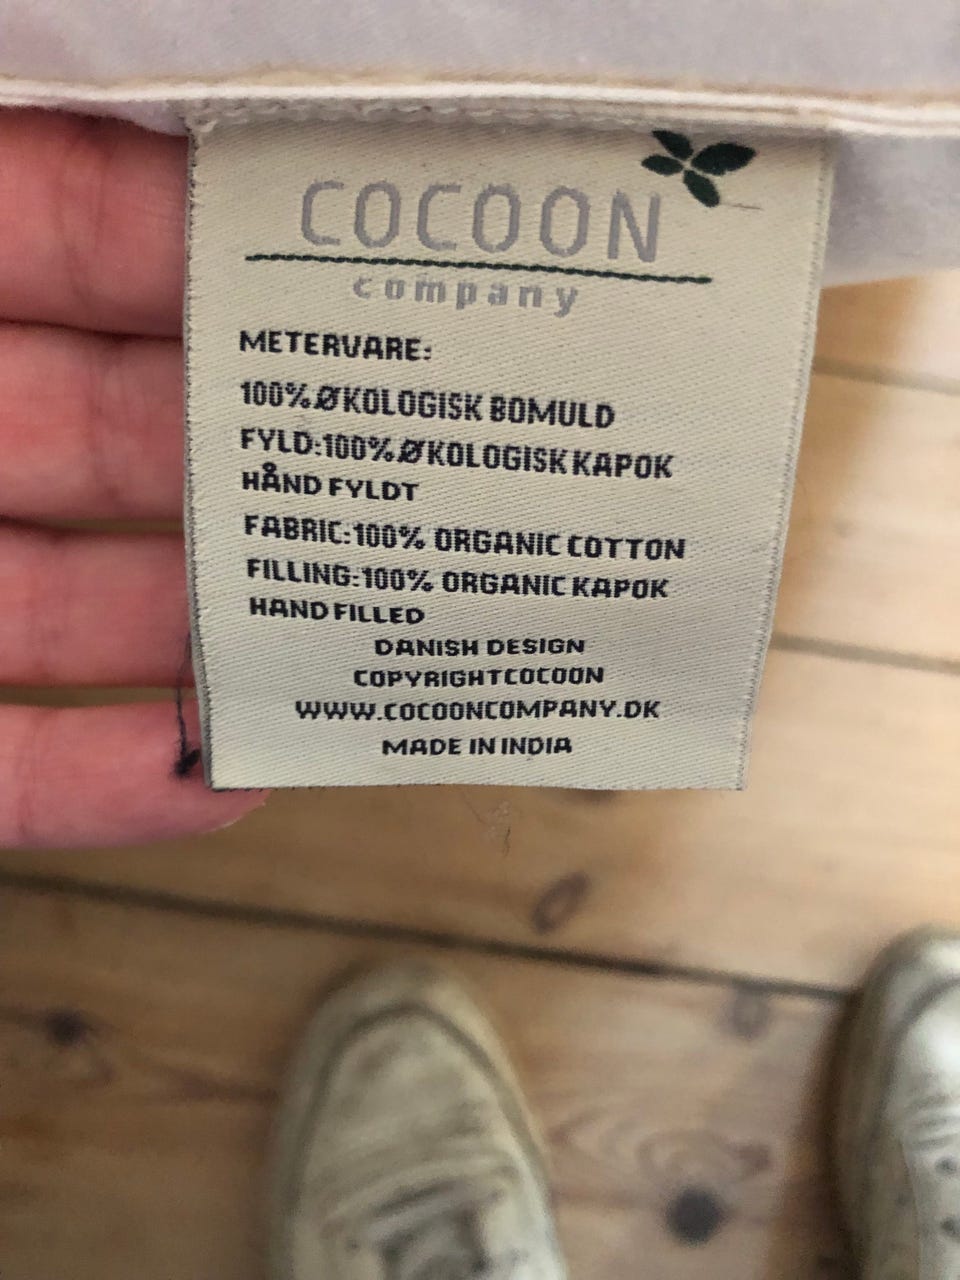 COCOON
company
METERVARE:
100% ØKOLOGISK BOMULD
FYLD:100% ØKOLOGISK KAPOK
HÅND FYLDT
FABRIC:100% ORGANIC COTTON
FILLING:100% ORGANIC KAPOK
HAND FILLED
DANISH DESIGN
COPYRIGHTCOCOON
WWW.COCOONCOMPANY.DK
MADE IN INDIA